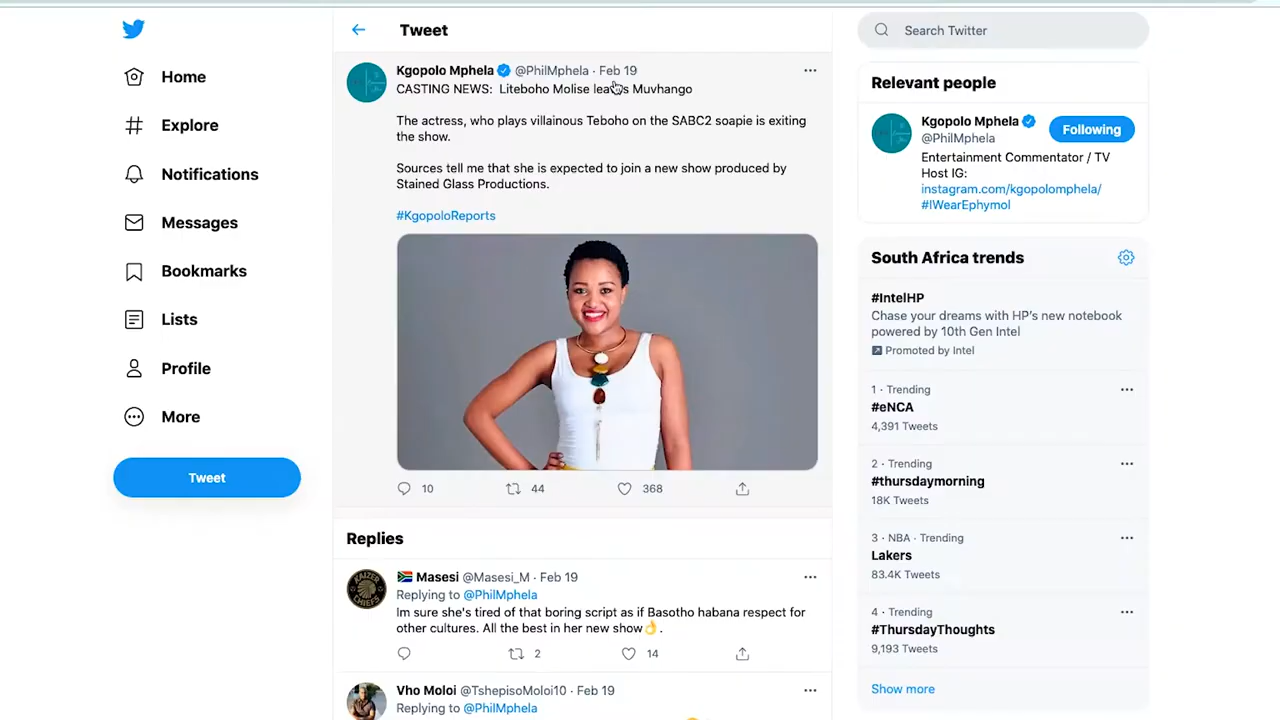 Home
Explore
Notifications
Messages
Bookmarks
Lists
Profile
More
Tweet
Tweet
Kgopolo Mphela @PhilMphela · Feb 19
CASTING NEWS: Liteboho Molise leaves Muvhango
The actress, who plays villainous Teboho on the SABC2 soapie is exiting
the show.
Sources tell me that she is expected to join a new show produced by
Stained Glass Productions.
#KgopoloReports
10 44 368
Replies
Masesi @Masesi_M · Feb 19
Replying to @PhilMphela
Im sure she's tired of that boring script as if Basotho habana respect for
other cultures. All the best in her new show👌.
2 14
Vho Moloi @TshepisoMoloi10 · Feb 19
Replying to @PhilMphela
Search Twitter
Relevant people
Kgopolo Mphela
@PhilMphela
Following
Entertainment Commentator / TV
Host IG:
instagram.com/kgopolomphela/
#IWearEphymol
South Africa trends
#IntelHP
Chase your dreams with HP's new notebook
powered by 10th Gen Intel
Promoted by Intel
1 · Trending
#eNCA
4,391 Tweets
2 · Trending
#thursdaymorning
18K Tweets
3 · NBA · Trending
Lakers
83.4K Tweets
4 · Trending
#ThursdayThoughts
9,193 Tweets
Show more